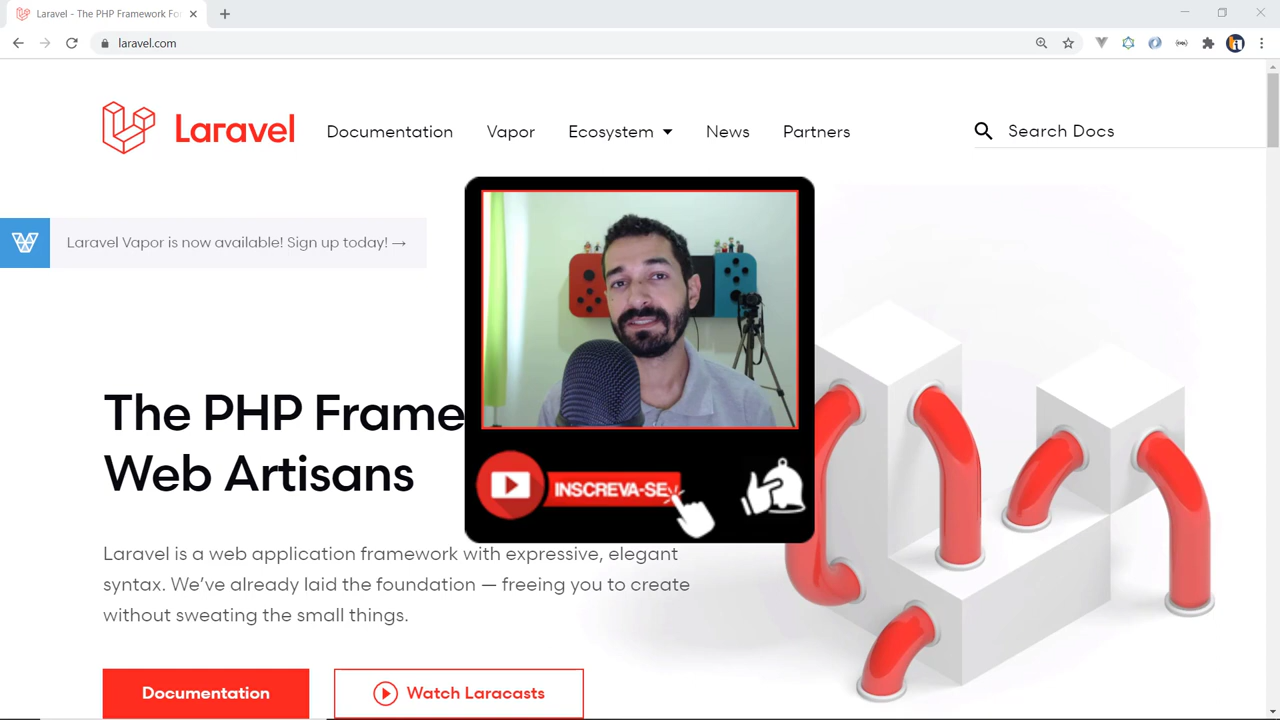 Laravel - The PHP Framework Fo
laravel.com
Laravel
Documentation
Vapor
Ecosystem
News
Partners
Search Docs
Laravel Vapor is now available! Sign up today! →
The PHP Frame
Web Artisans
INSCREVA-SE
Laravel is a web application framework with expressive, elegant
syntax. We've already laid the foundation — freeing you to create
without sweating the small things.
Documentation
Watch Laracasts